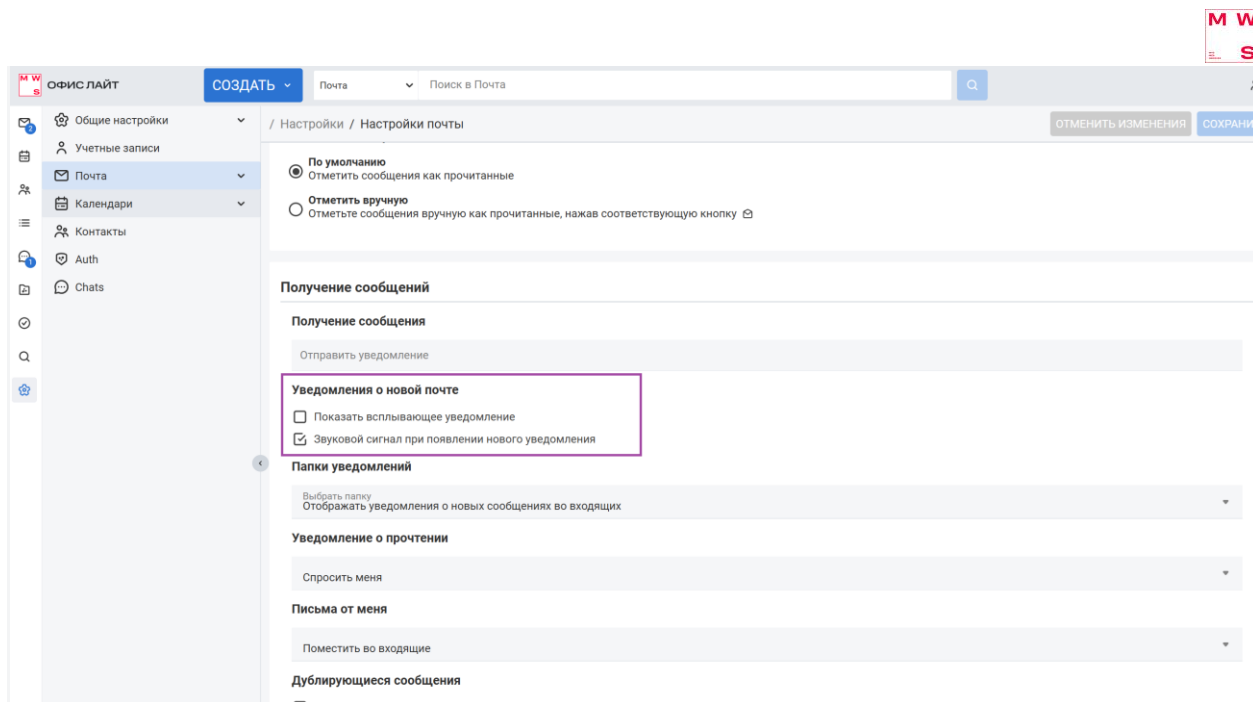 M W
S
M W
S
ОФИС ЛАЙТ
СОЗДАТЬ
Почта
Поиск в Почта
2
Общие настройки
/ Настройки / Настройки почты
ОТМЕНИТЬ ИЗМЕНЕНИЯ
СОХРАНИ
Учетные записи
Почта
Календари
Контакты
Auth
Chats
1
По умолчанию
Отметить сообщения как прочитанные
Отметить вручную
Отметьте сообщения вручную как прочитанные, нажав соответствующую кнопку
Получение сообщений
Получение сообщения
Отправить уведомление
Уведомления о новой почте
Показать всплывающее уведомление
Звуковой сигнал при появлении нового уведомления
Папки уведомлений
Выбрать папку
Отображать уведомления о новых сообщениях во входящих
Уведомление о прочтении
Спросить меня
Письма от меня
Поместить во входящие
Дублирующиеся сообщения